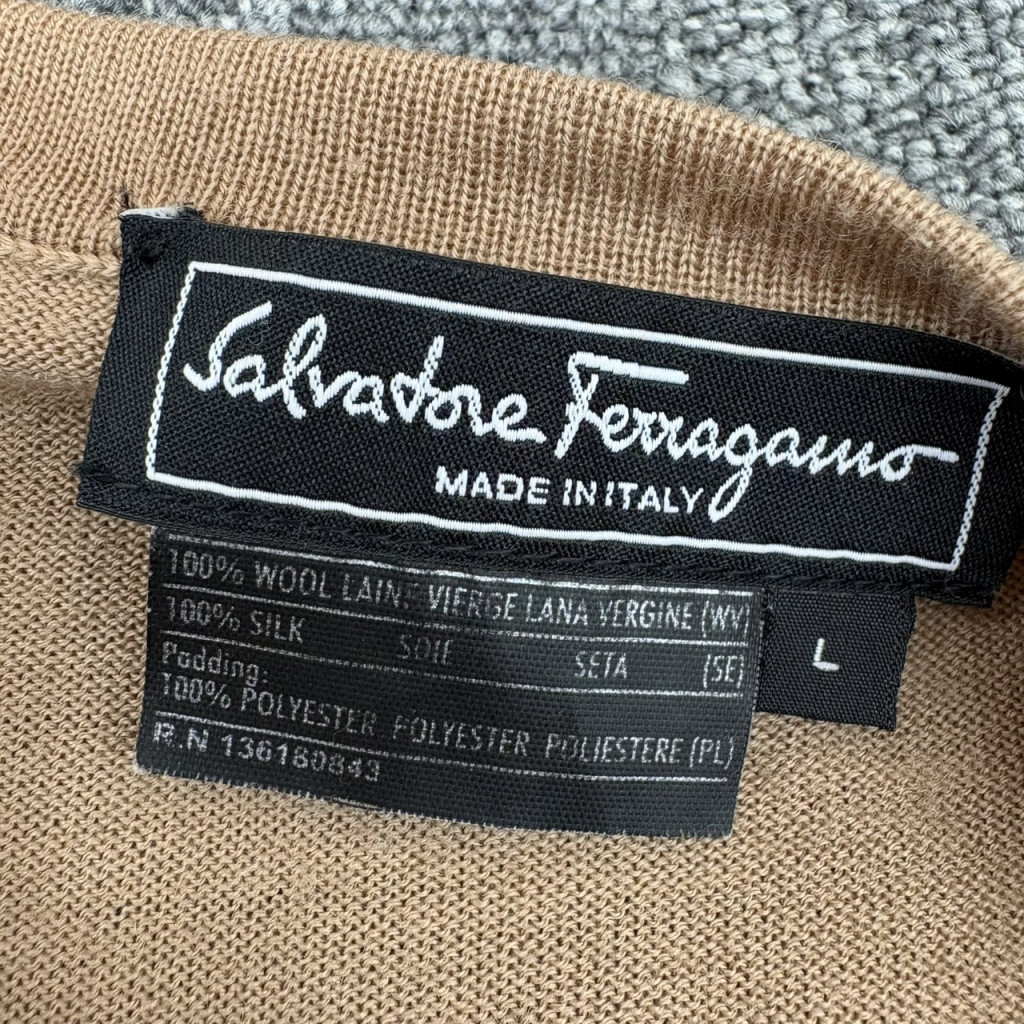 Salvatore Ferragamo
MADE IN ITALY
L
100% WOOL LAINE VIERGE LANA VERGINE (WV)
100% SILK SOIE SETA (SE)
Padding:
100% POLYESTER POLYESTER POLIESTERE (PL)
R.N 136180843